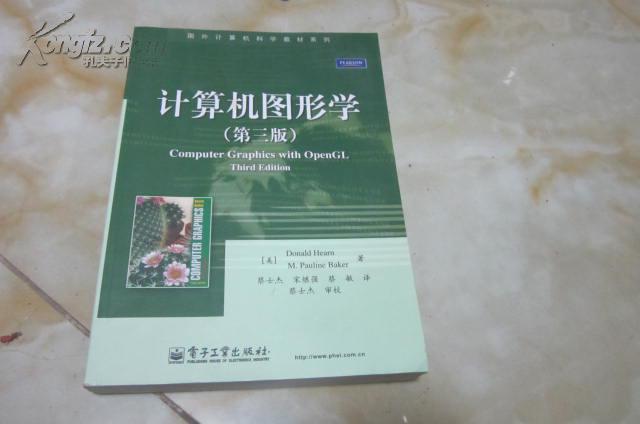 Kongfz.com
孔夫子旧书网
国外计算机科学教材系列
PEARSON
计算机图形学
(第三版)
Computer Graphics with OpenGL
Third Edition
COMPUTER GRAPHICS
[美] Donald Hearn
M. Pauline Baker 著
蔡士杰 宋继强 蔡敏 译
蔡士杰 审校
电子工业出版社
PUBLISHING HOUSE OF ELECTRONICS INDUSTRY
http://www.phei.com.cn